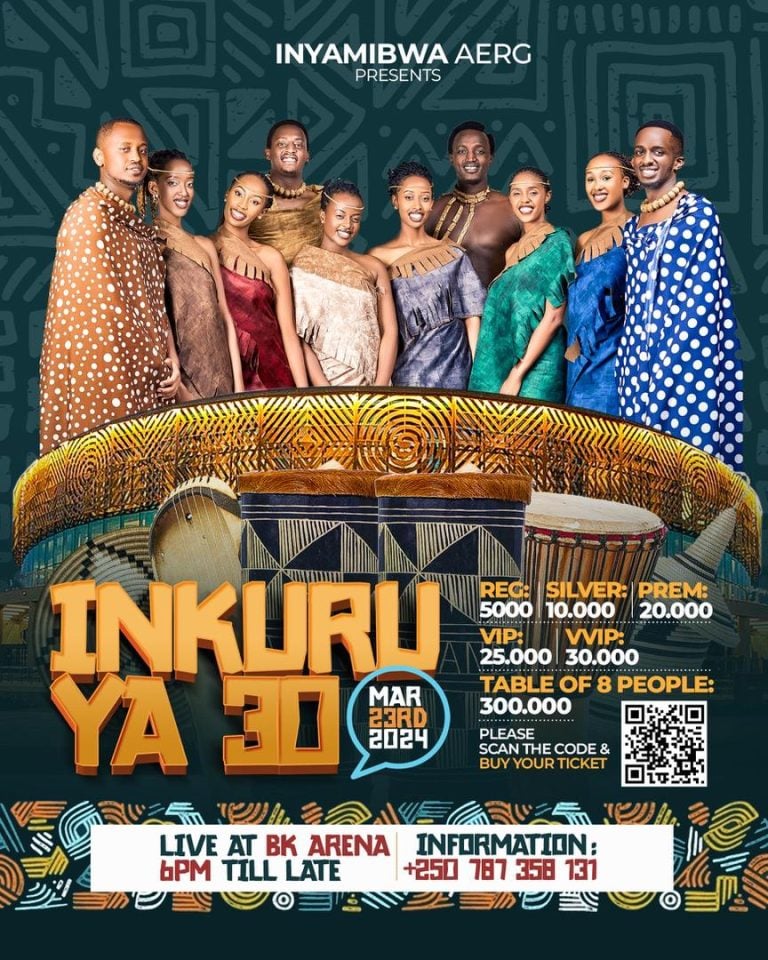 INYAMIBWA AERG
PRESENTS
INKURU
YA 30
MAR
23RD
2024
REG: SILVER: PREM:
5000 10.000 20.000
VIP: VVIP:
25.000 30.000
TABLE OF 8 PEOPLE:
300.000
PLEASE
SCAN THE CODE &
BUY YOUR TICKET
LIVE AT BK ARENA
6PM TILL LATE
INFORMATION:
+250 787 358 131